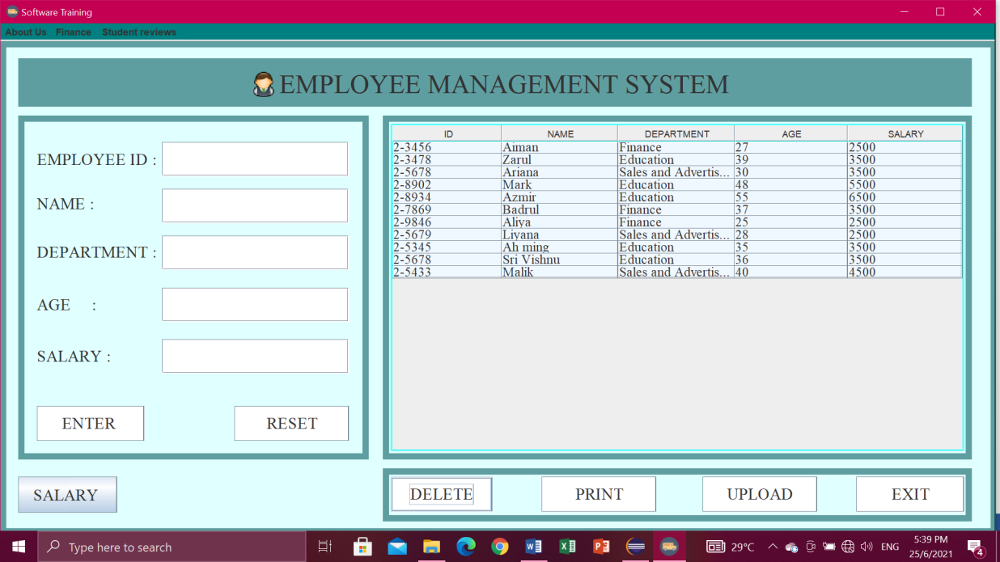 Software Training
About Us Finance Student reviews
EMPLOYEE MANAGEMENT SYSTEM
EMPLOYEE ID :
NAME :
DEPARTMENT :
AGE :
SALARY :
ENTER RESET
SALARY
ID NAME DEPARTMENT AGE SALARY
2-3456 Aiman Finance 27 2500
2-3478 Zarul Education 39 3500
2-5678 Ariana Sales and Advertis... 30 3500
2-8902 Mark Education 48 5500
2-8934 Azmir Education 55 6500
2-7869 Badrul Finance 37 3500
2-9846 Aliya Finance 25 2500
2-5679 Liyana Sales and Advertis... 28 2500
2-5345 Ah ming Education 35 3500
2-5678 Sri Vishnu Education 36 3500
2-5433 Malik Sales and Advertis... 40 4500
DELETE PRINT UPLOAD EXIT
Type here to search
29°C
ENG
5:39 PM
25/6/2021
4